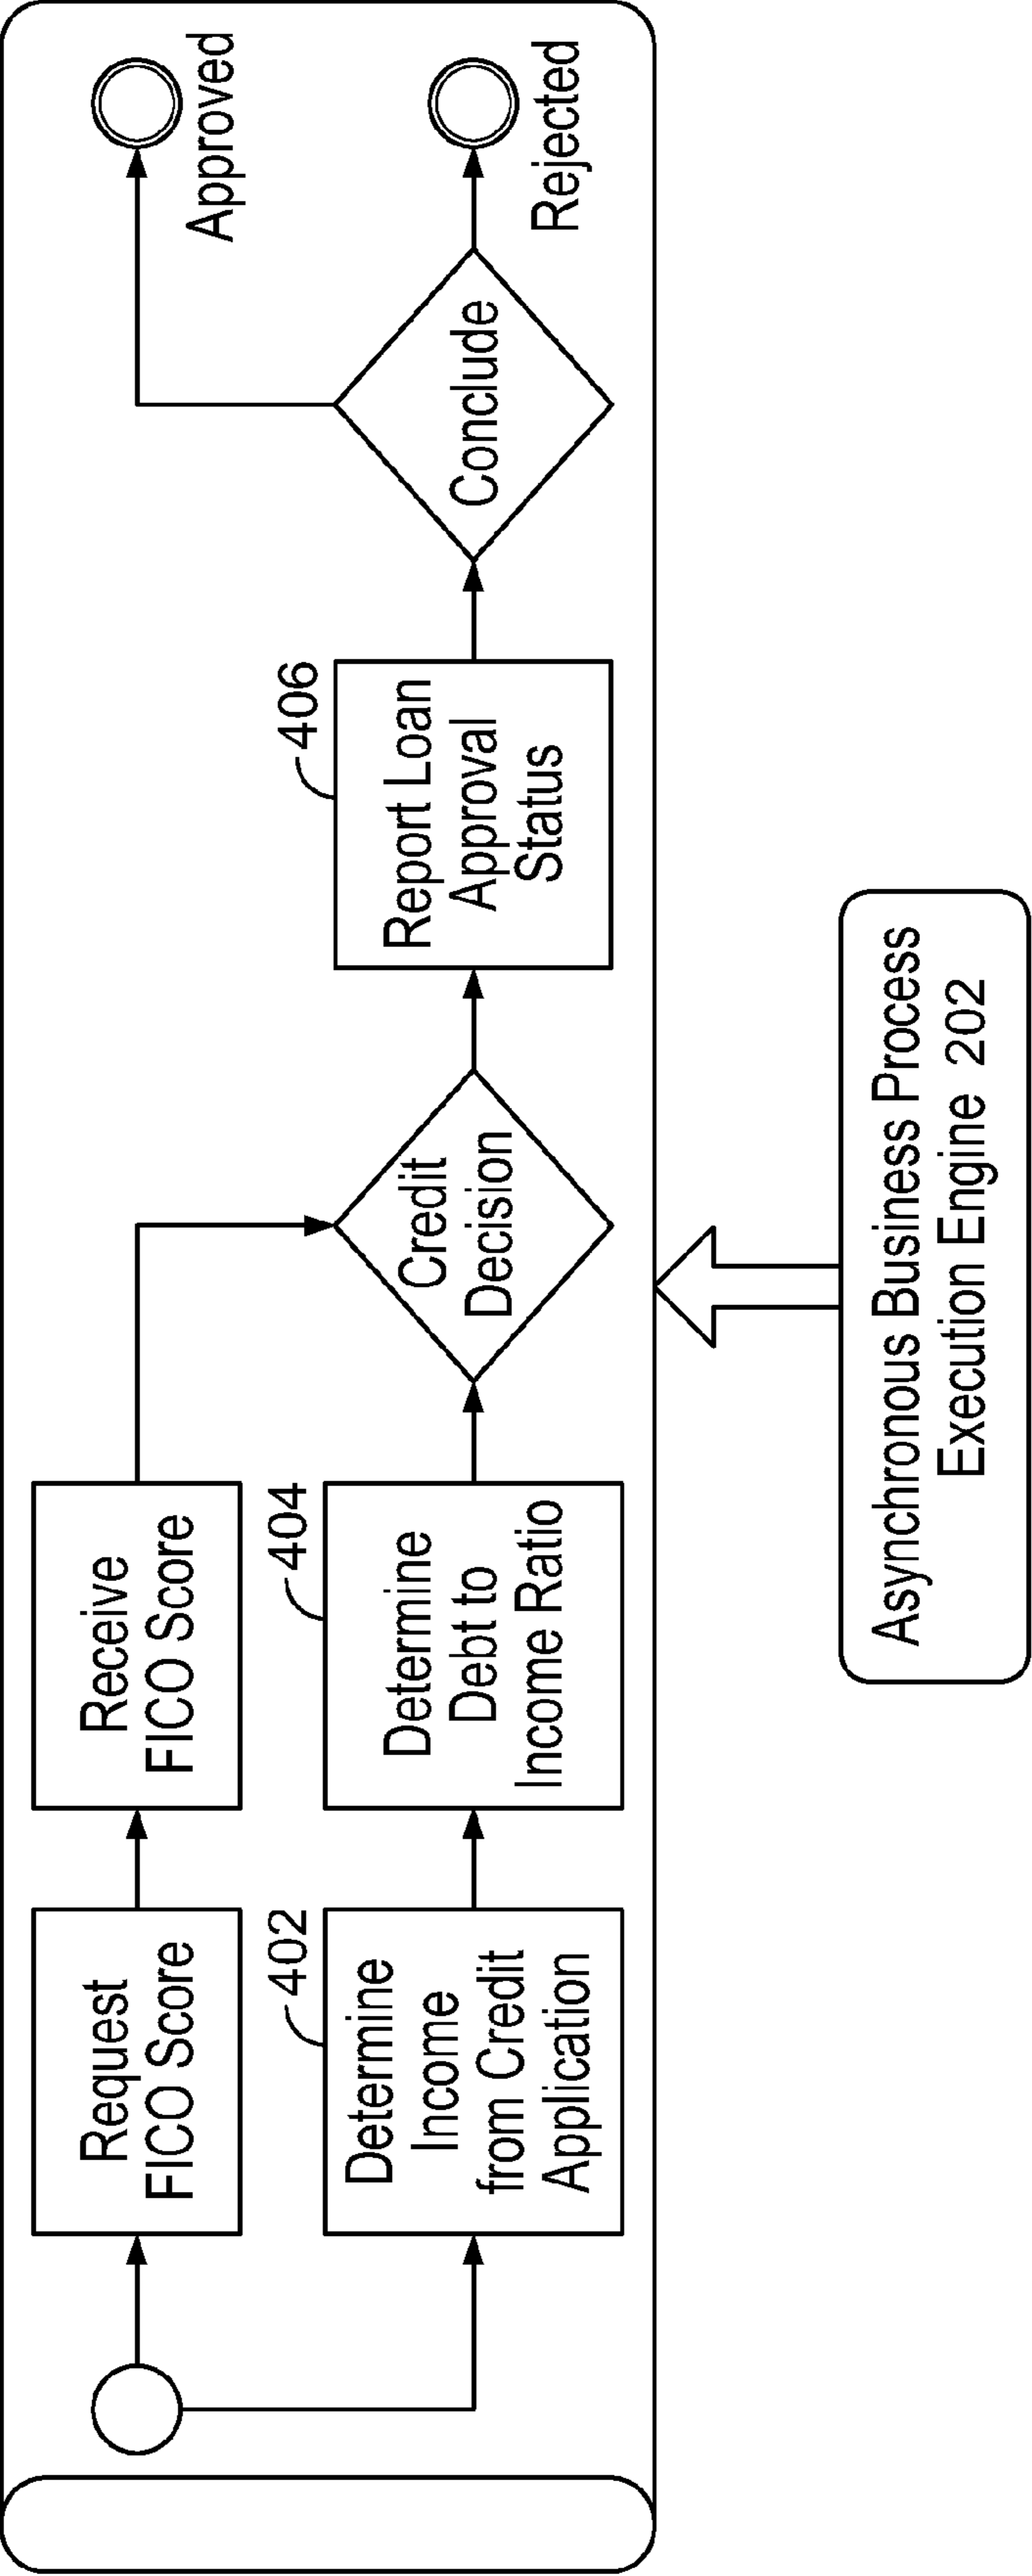 Request
FICO Score
Receive
FICO Score
402
Determine
Income
from Credit
Application
404
Determine
Debt to
Income Ratio
Credit
Decision
406
Report Loan
Approval
Status
Conclude
Approved
Rejected
Asynchronous Business Process
Execution Engine 202